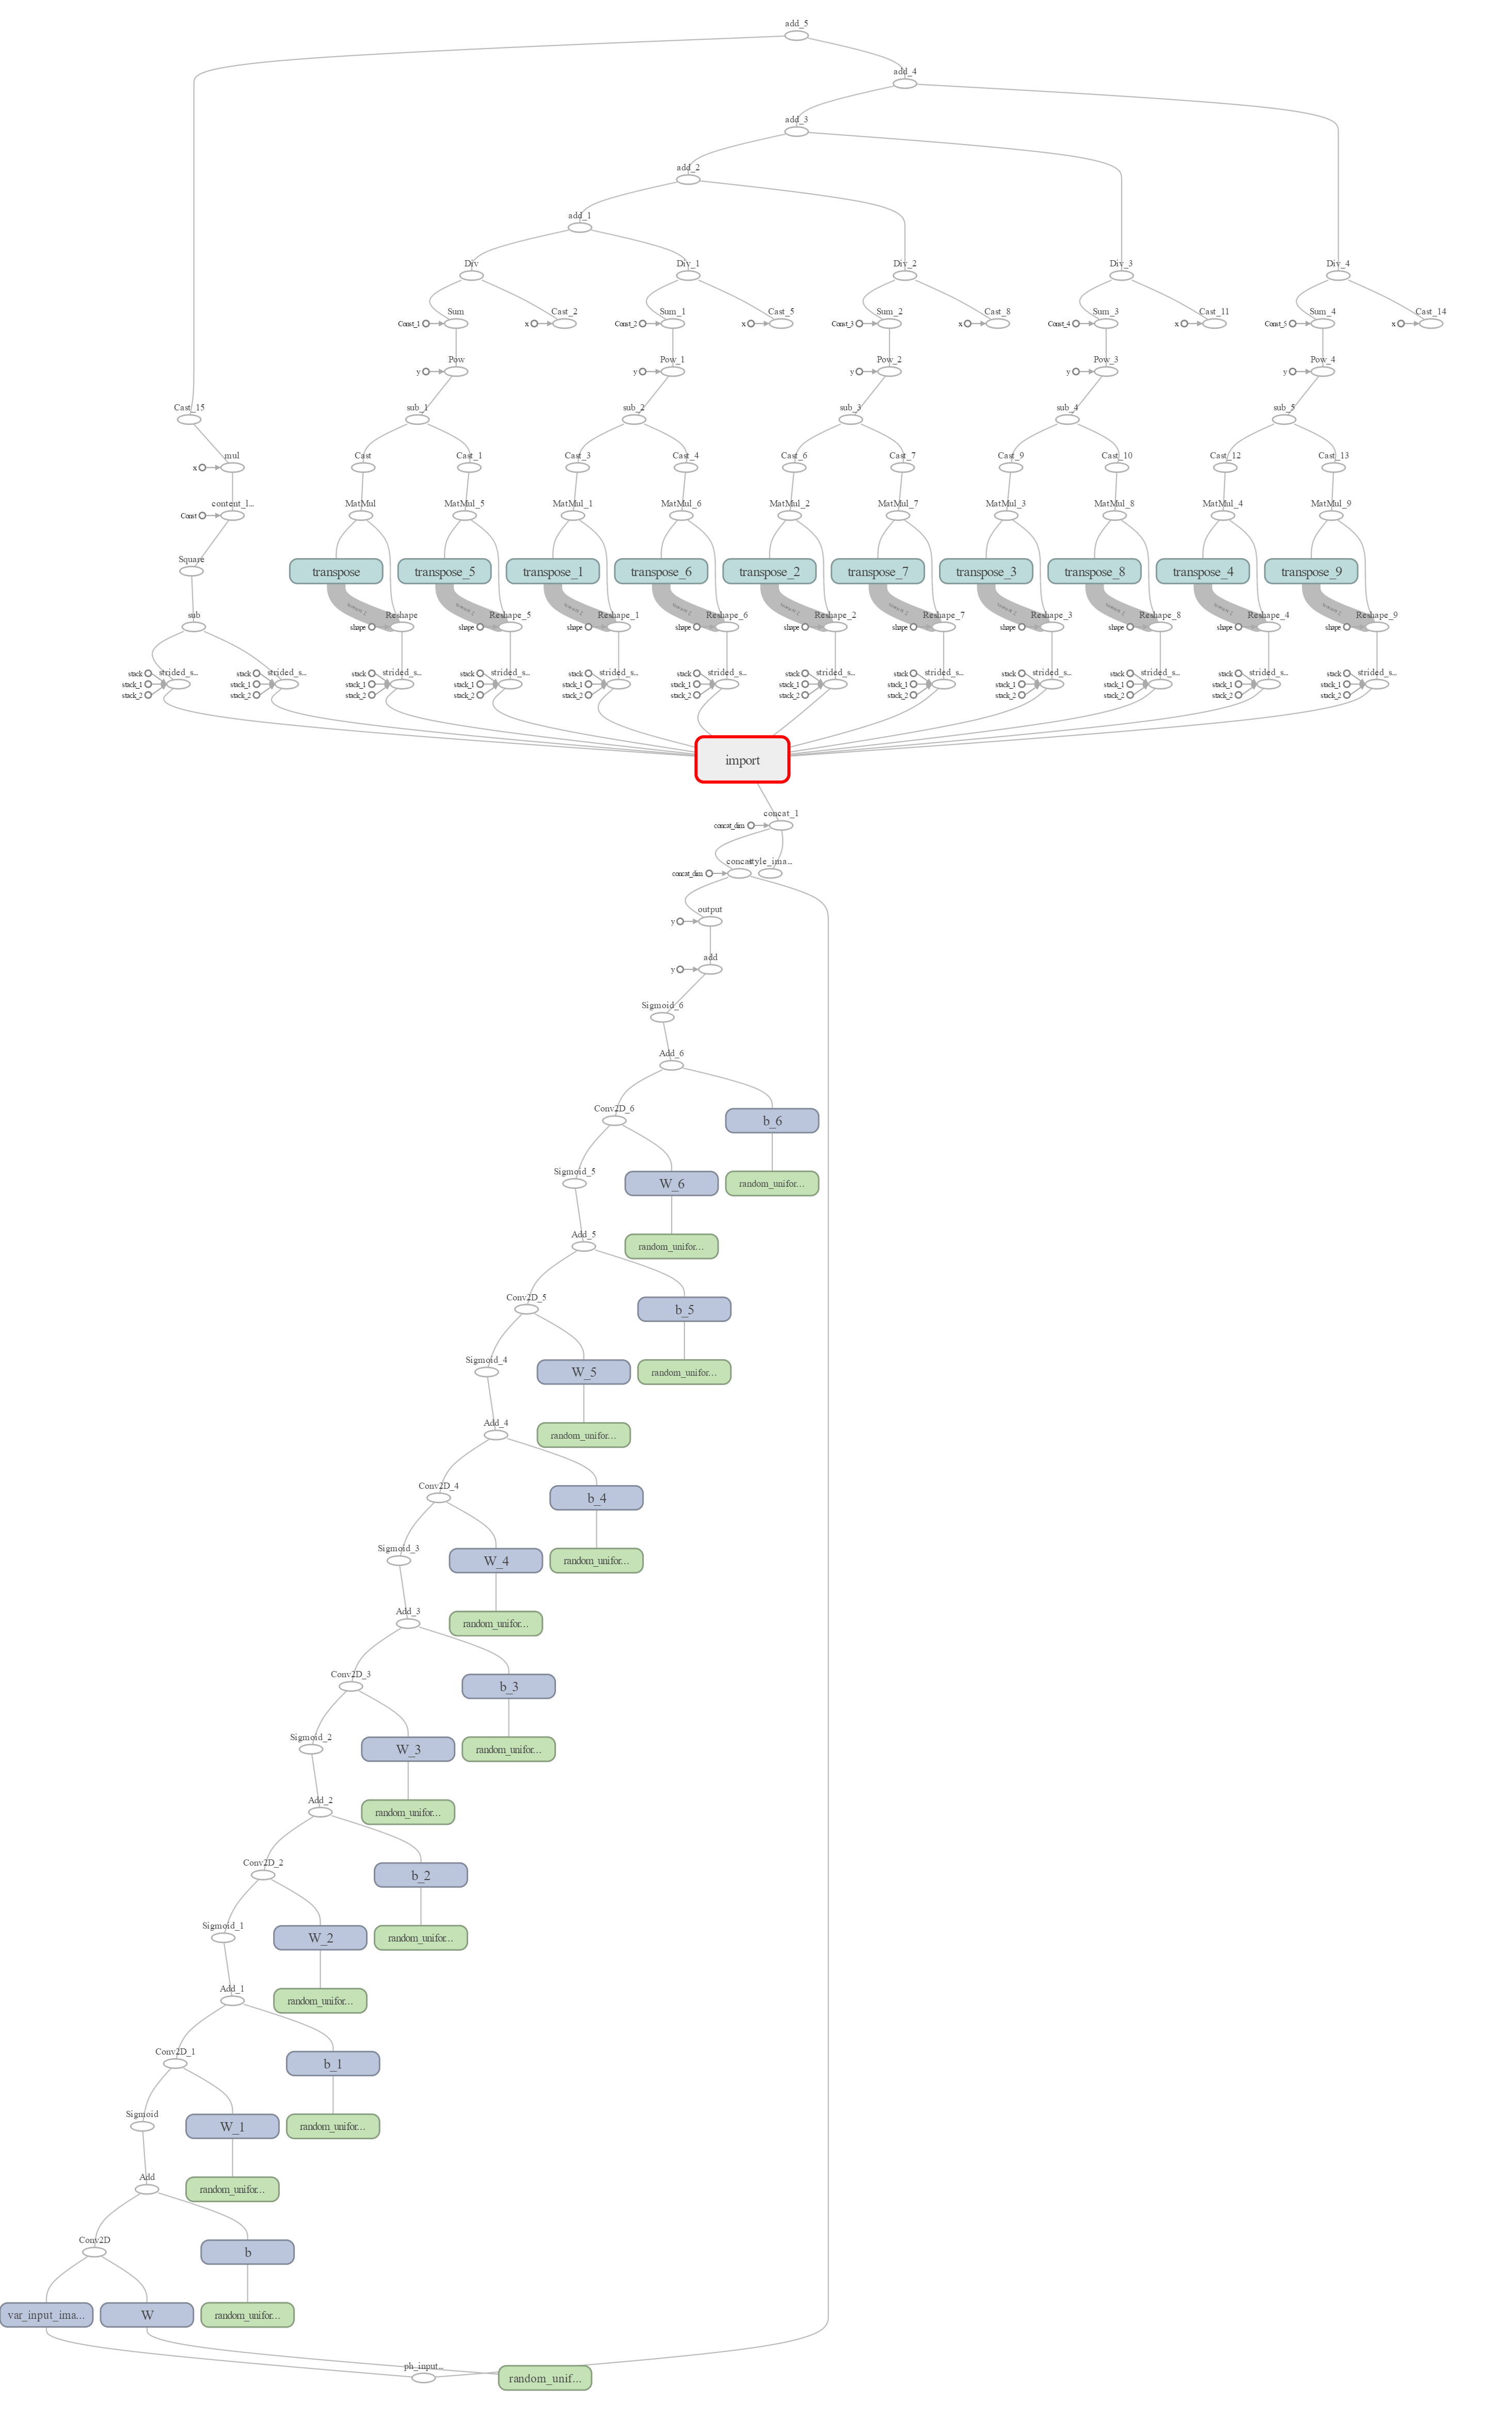 add_5
add_4
add_3
add_2
add_1
Div
Div_1
Div_2
Div_3
Div_4
Const_1
Sum
x
Cast_2
Const_2
Sum_1
x
Cast_5
Const_3
Sum_2
x
Cast_8
Const_4
Sum_3
x
Cast_11
Const_5
Sum_4
x
Cast_14
y
Pow
y
Pow_1
y
Pow_2
y
Pow_3
y
Pow_4
Cast_15
sub_1
sub_2
sub_3
sub_4
sub_5
x
mul
Cast
Cast_1
Cast_3
Cast_4
Cast_6
Cast_7
Cast_9
Cast_10
Cast_12
Cast_13
Const
content_l...
MatMul
MatMul_5
MatMul_1
MatMul_6
MatMul_2
MatMul_7
MatMul_3
MatMul_8
MatMul_4
MatMul_9
Square
transpose
transpose_5
transpose_1
transpose_6
transpose_2
transpose_7
transpose_3
transpose_8
transpose_4
transpose_9
sub
shape
Reshape
shape
Reshape_5
shape
Reshape_1
shape
Reshape_6
shape
Reshape_2
shape
Reshape_7
shape
Reshape_3
shape
Reshape_8
shape
Reshape_4
shape
Reshape_9
stack
stack_1
stack_2
strided_s...
stack
stack_1
stack_2
strided_s...
stack
stack_1
stack_2
strided_s...
stack
stack_1
stack_2
strided_s...
stack
stack_1
stack_2
strided_s...
stack
stack_1
stack_2
strided_s...
stack
stack_1
stack_2
strided_s...
stack
stack_1
stack_2
strided_s...
stack
stack_1
stack_2
strided_s...
stack
stack_1
stack_2
strided_s...
stack
stack_1
stack_2
strided_s...
stack
stack_1
stack_2
strided_s...
import
concat_dim
concat_1
concat_dim
concat
style_ima...
y
output
y
add
Sigmoid_6
Add_6
Conv2D_6
b_6
Sigmoid_5
W_6
random_unifor...
Add_5
random_unifor...
Conv2D_5
b_5
Sigmoid_4
W_5
random_unifor...
Add_4
random_unifor...
Conv2D_4
b_4
Sigmoid_3
W_4
random_unifor...
Add_3
random_unifor...
Conv2D_3
b_3
Sigmoid_2
W_3
random_unifor...
Add_2
random_unifor...
Conv2D_2
b_2
Sigmoid_1
W_2
random_unifor...
Add_1
random_unifor...
Conv2D_1
b_1
Sigmoid
W_1
random_unifor...
Add
random_unifor...
Conv2D
b
var_input_ima...
W
random_unifor...
ph_input...
random_unif...